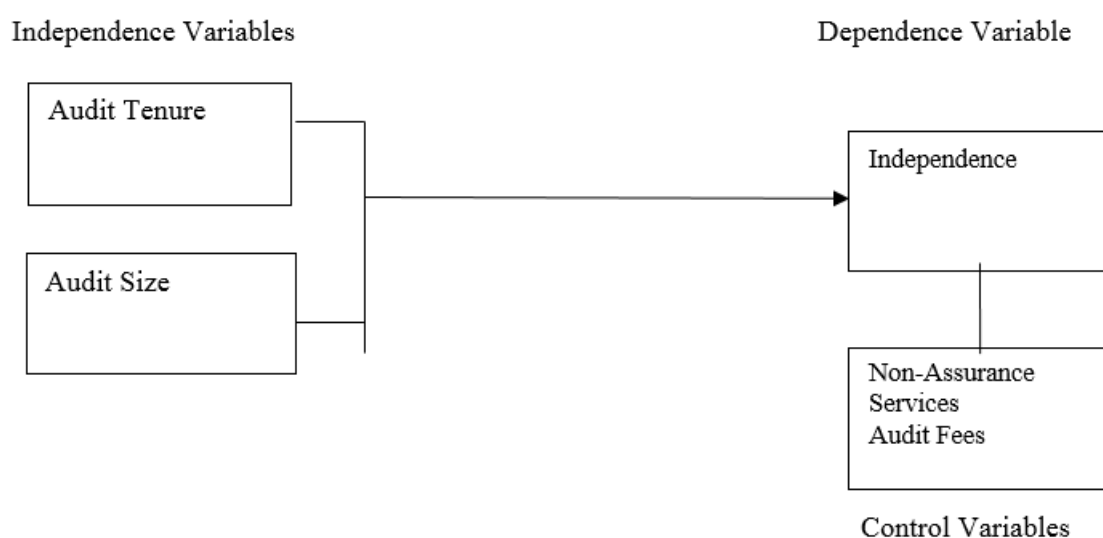 Independence Variables
Dependence Variable
Audit Tenure
Independence
Audit Size
Non-Assurance
Services
Audit Fees
Control Variables